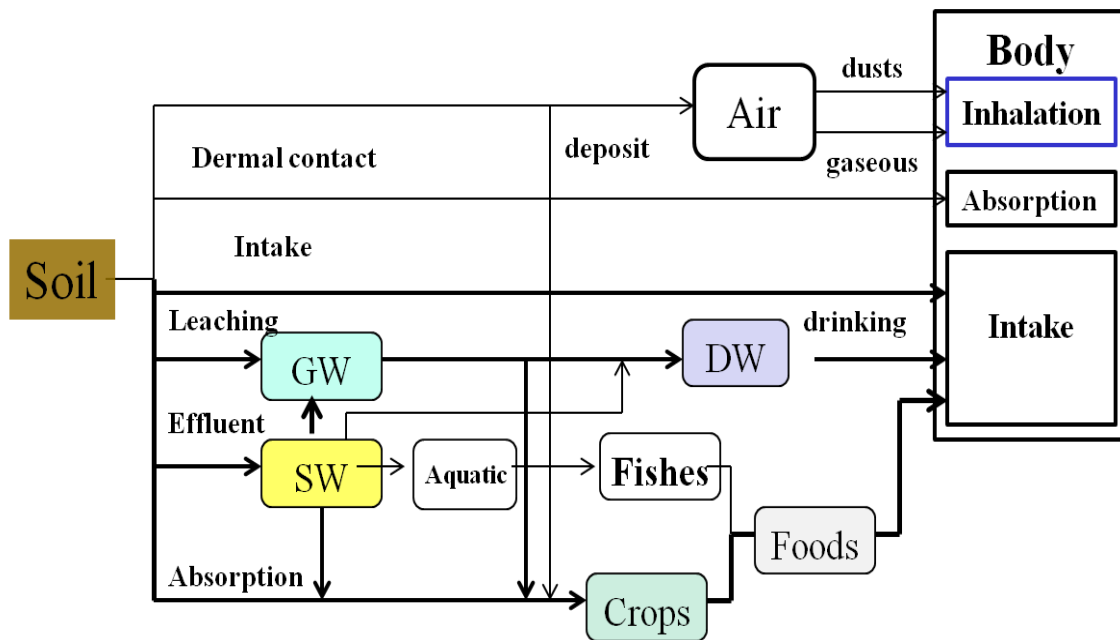 Body
dusts
Air
Inhalation
Dermal contact
deposit
gaseous
Absorption
Intake
Soil
Leaching
drinking
Intake
GW
DW
Effluent
SW
Aquatic
Fishes
Foods
Absorption
Crops